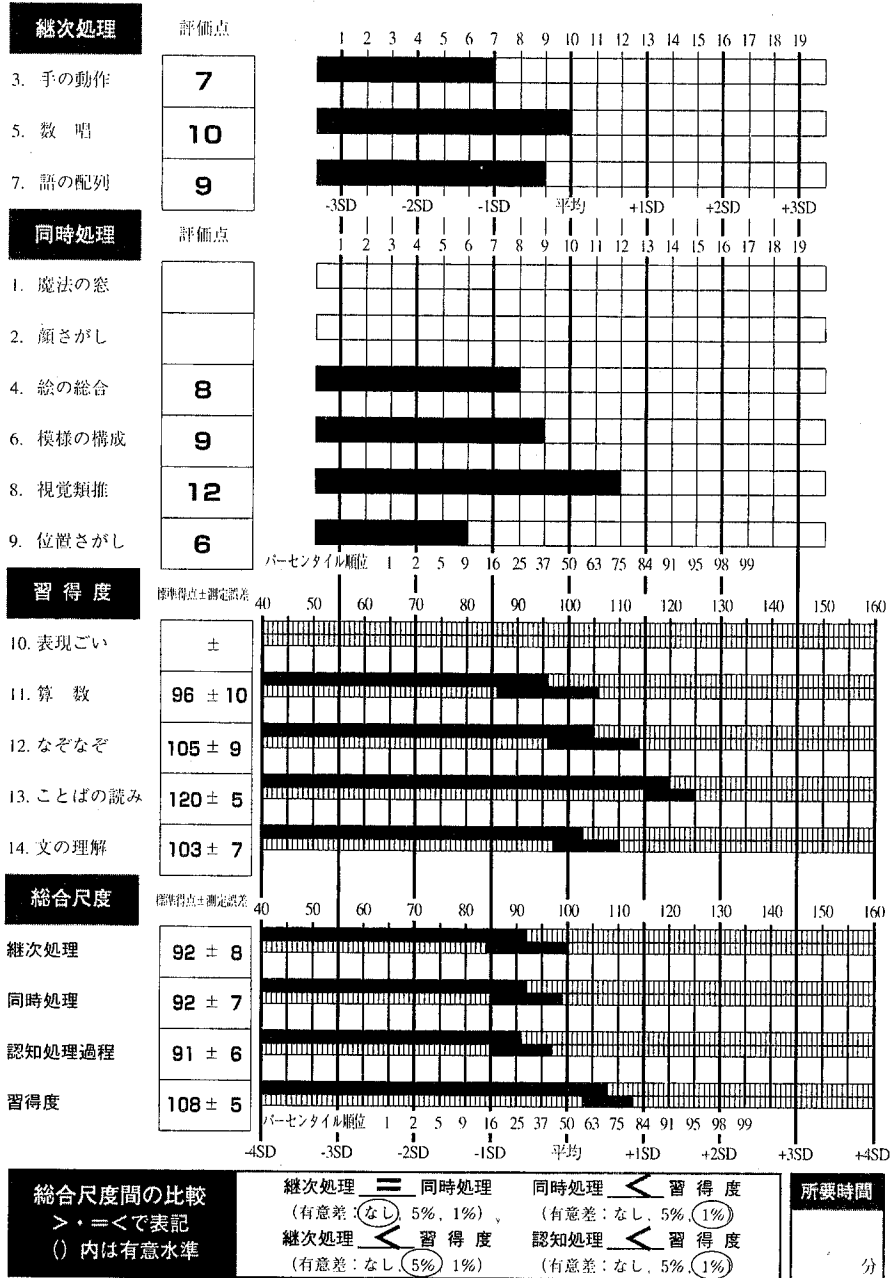 継次処理 評価点
1 2 3 4 5 6 7 8 9 10 11 12 13 14 15 16 17 18 19
3. 手の動作 7
5. 数 唱 10
7. 語の配列 9
-3SD -2SD -1SD 平均 +1SD +2SD +3SD
同時処理 評価点
1 2 3 4 5 6 7 8 9 10 11 12 13 14 15 16 17 18 19
1. 魔法の窓
2. 顔さがし
4. 絵の総合 8
6. 模様の構成 9
8. 視覚類推 12
9. 位置さがし 6
パーセンタイル順位 1 2 5 9 16 25 37 50 63 75 84 91 95 98 99
習得度 標準得点±測定誤差
40 50 60 70 80 90 100 110 120 130 140 150 160
10. 表現ごい ±
11. 算 数 96 ± 10
12. なぞなぞ 105 ± 9
13. ことばの読み 120 ± 5
14. 文の理解 103 ± 7
総合尺度 標準得点±測定誤差
40 50 60 70 80 90 100 110 120 130 140 150 160
継次処理 92 ± 8
同時処理 92 ± 7
認知処理過程 91 ± 6
習得度 108 ± 5
パーセンタイル順位 1 2 5 9 16 25 37 50 63 75 84 91 95 98 99
-4SD -3SD -2SD -1SD 平均 +1SD +2SD +3SD +4SD
総合尺度間の比較
>・=<で表記
()内は有意水準
継次処理 = 同時処理 同時処理 < 習得度
(有意差:なし, 5%, 1%) (有意差:なし, 5%, 1%)
継次処理 < 習得度 認知処理 < 習得度
(有意差:なし, 5%, 1%) (有意差:なし, 5%, 1%)
所要時間
分